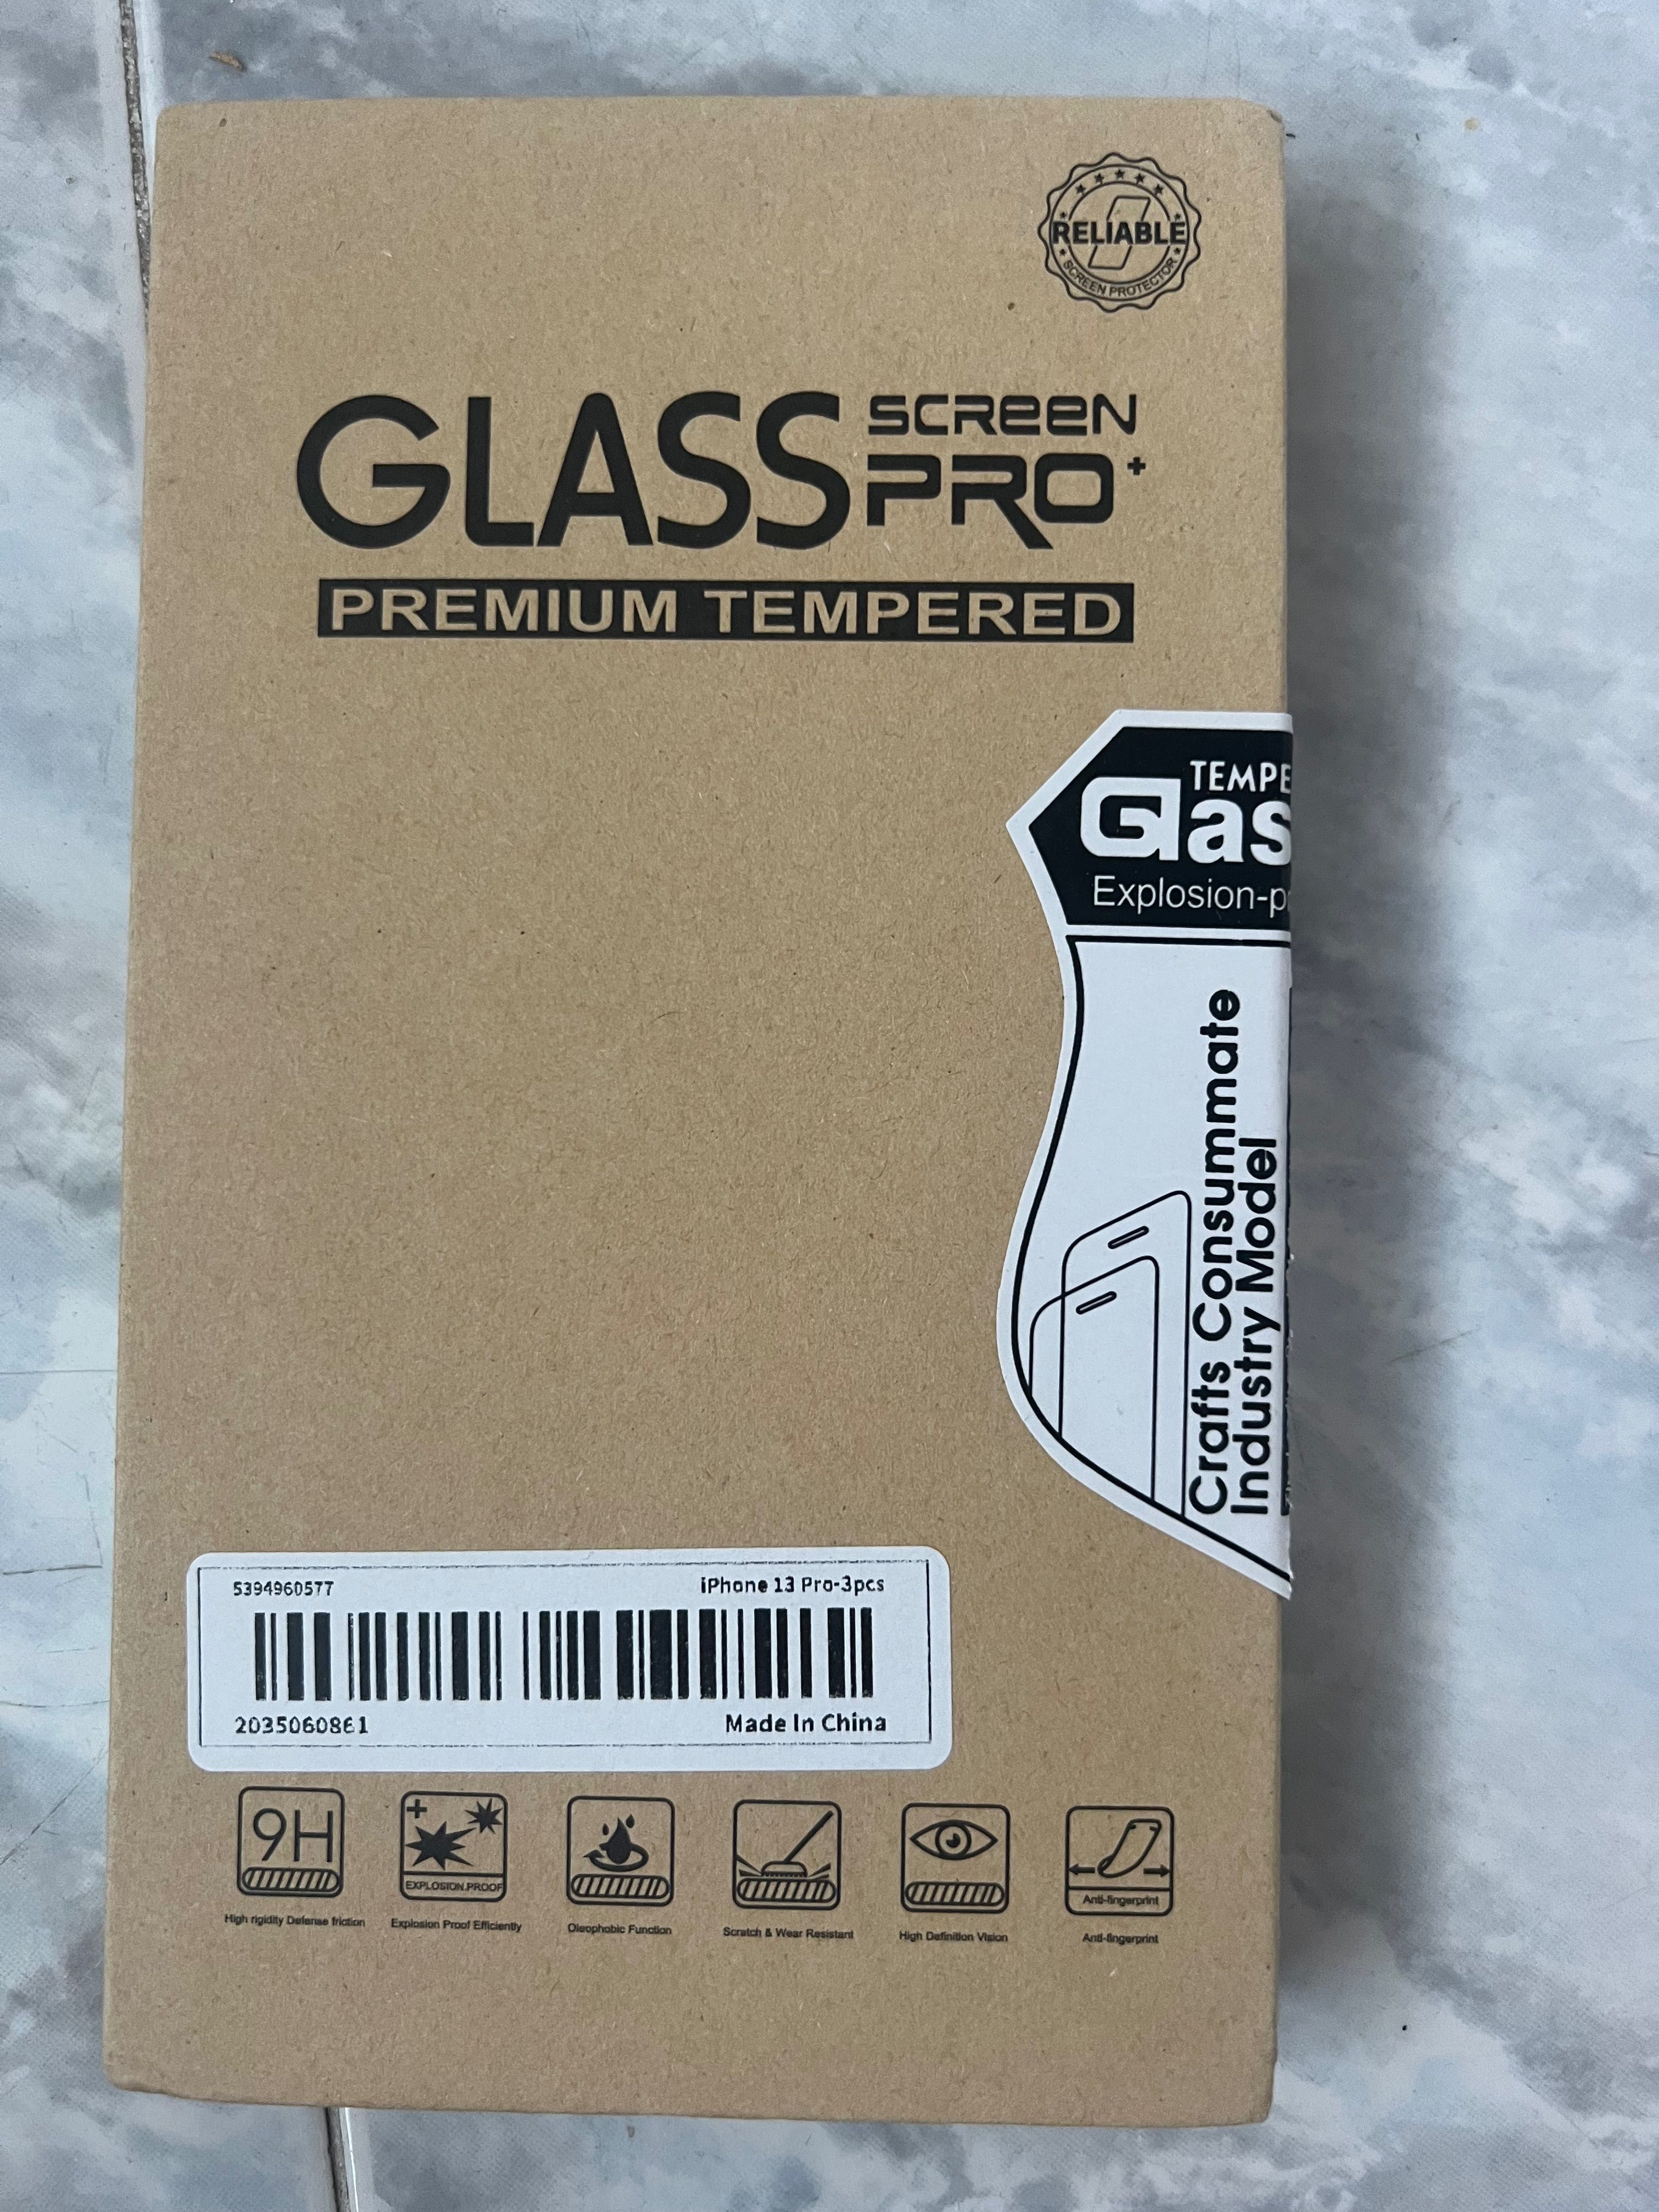 RELIABLE
SCREEN PROTECTOR
GLASS SCREEN
PRO+
PREMIUM TEMPERED
TEMPE
Glas
Explosion-p
Crafts Consummate
Industry Model
5394960577 iPhone 13 Pro-3pcs
2035060861 Made In China
9H
EXPLOSION.PROOF
Anti-fingerprint
High rigidity Defense friction
Explosion Proof Efficiently
Oleophobic Function
Scratch & Wear Resistant
High Definition Vision
Anti-fingerprint